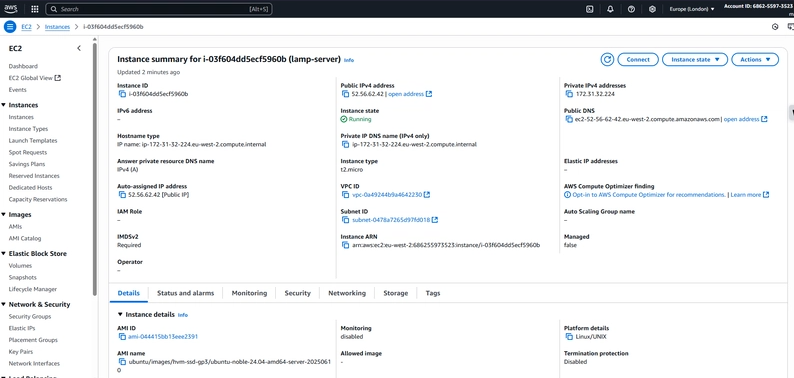 aws
Search [Alt+S] Europe (London) Account ID: 6862-5597-3523
EC2 > Instances > i-03f604dd5ecf5960b
EC2
Dashboard
EC2 Global View
Events
Instances
Instances
Instance Types
Launch Templates
Spot Requests
Savings Plans
Reserved Instances
Dedicated Hosts
Capacity Reservations
Images
AMIs
AMI Catalog
Elastic Block Store
Volumes
Snapshots
Lifecycle Manager
Network & Security
Security Groups
Elastic IPs
Placement Groups
Key Pairs
Network Interfaces
Instance summary for i-03f604dd5ecf5960b (lamp-server) Info
Updated 2 minutes ago
Connect Instance state Actions
Instance ID
i-03f604dd5ecf5960b
Public IPv4 address
52.56.62.42 | open address
Private IPv4 addresses
172.31.32.224
IPv6 address
–
Instance state
Running
Public DNS
ec2-52-56-62-42.eu-west-2.compute.amazonaws.com | open address
Hostname type
IP name: ip-172-31-32-224.eu-west-2.compute.internal
Private IP DNS name (IPv4 only)
ip-172-31-32-224.eu-west-2.compute.internal
Answer private resource DNS name
IPv4 (A)
Instance type
t2.micro
Elastic IP addresses
–
Auto-assigned IP address
52.56.62.42 [Public IP]
VPC ID
vpc-0a49244b9a4642230
AWS Compute Optimizer finding
Opt-in to AWS Compute Optimizer for recommendations. | Learn more
IAM Role
–
Subnet ID
subnet-0478a7265d97fd018
Auto Scaling Group name
–
IMDSv2
Required
Instance ARN
arn:aws:ec2:eu-west-2:686255973523:instance/i-03f604dd5ecf5960b
Managed
false
Operator
–
Details Status and alarms Monitoring Security Networking Storage Tags
Instance details Info
AMI ID
ami-044415bb13eee2391
Monitoring
disabled
Platform details
Linux/UNIX
AMI name
ubuntu/images/hvm-ssd-gp3/ubuntu-noble-24.04-amd64-server-2025061
0
Allowed image
–
Termination protection
Disabled